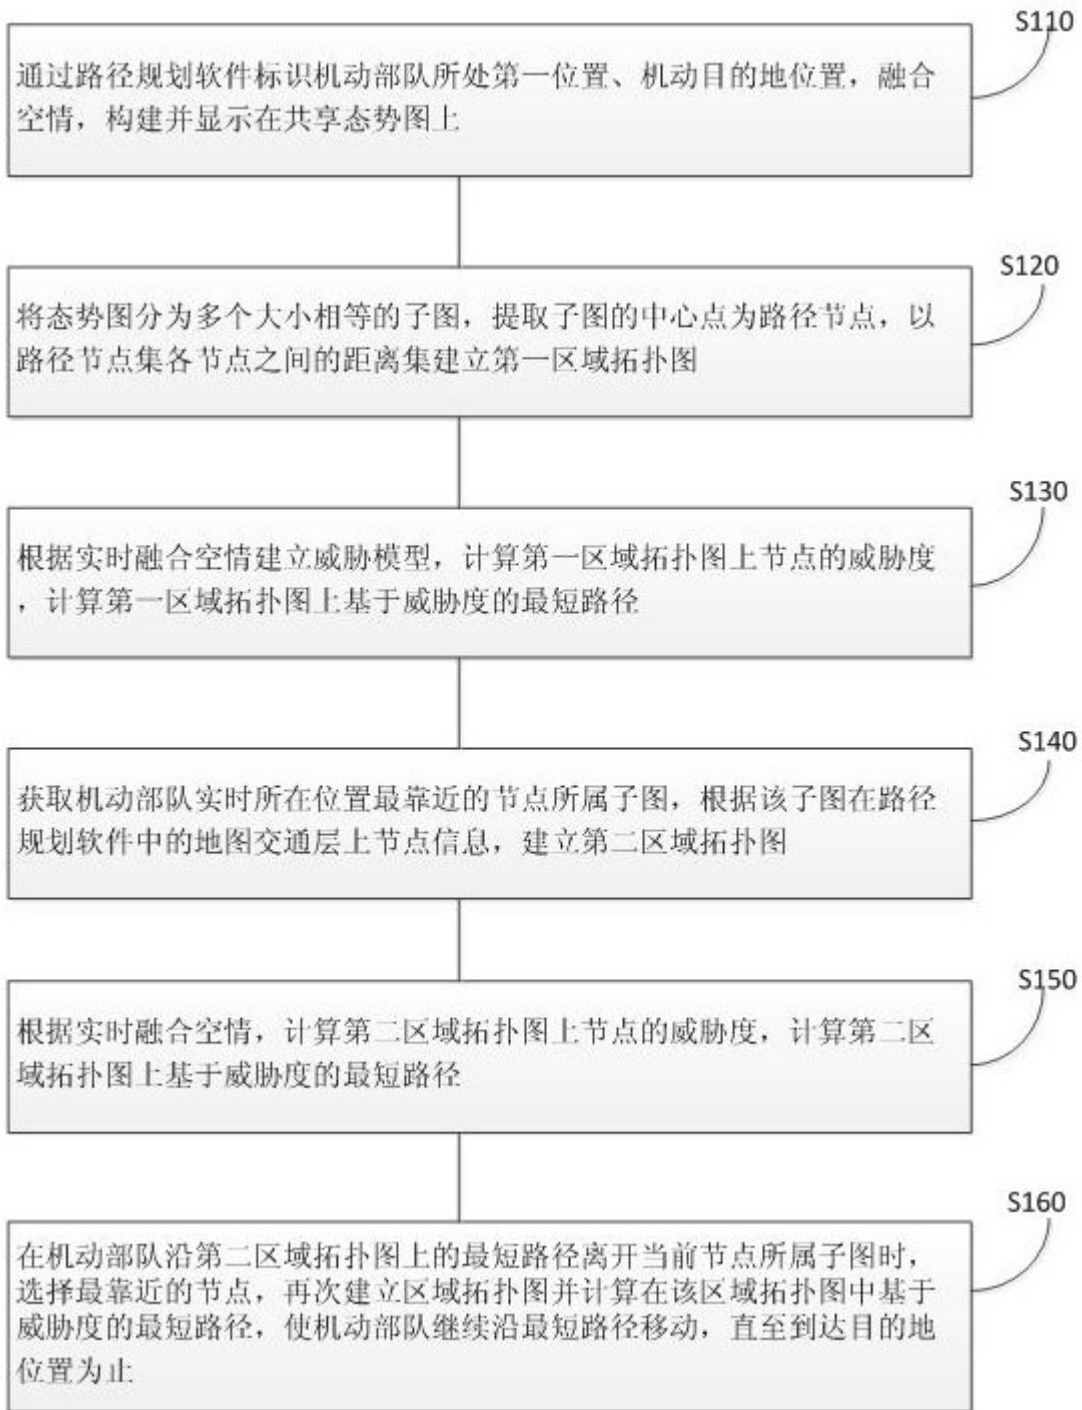 S110
通过路径规划软件标识机动部队所处第一位置、机动目的地位置，融合
空情，构建并显示在共享态势图上
S120
将态势图分为多个大小相等的子图，提取子图的中心点为路径节点，以
路径节点集各节点之间的距离集建立第一区域拓扑图
S130
根据实时融合空情建立威胁模型，计算第一区域拓扑图上节点的威胁度
，计算第一区域拓扑图上基于威胁度的最短路径
S140
获取机动部队实时所在位置最靠近的节点所属子图，根据该子图在路径
规划软件中的地图交通层上节点信息，建立第二区域拓扑图
S150
根据实时融合空情，计算第二区域拓扑图上节点的威胁度，计算第二区
域拓扑图上基于威胁度的最短路径
S160
在机动部队沿第二区域拓扑图上的最短路径离开当前节点所属子图时，
选择最靠近的节点，再次建立区域拓扑图并计算在该区域拓扑图中基于
威胁度的最短路径，使机动部队继续沿最短路径移动，直至到达目的地
位置为止